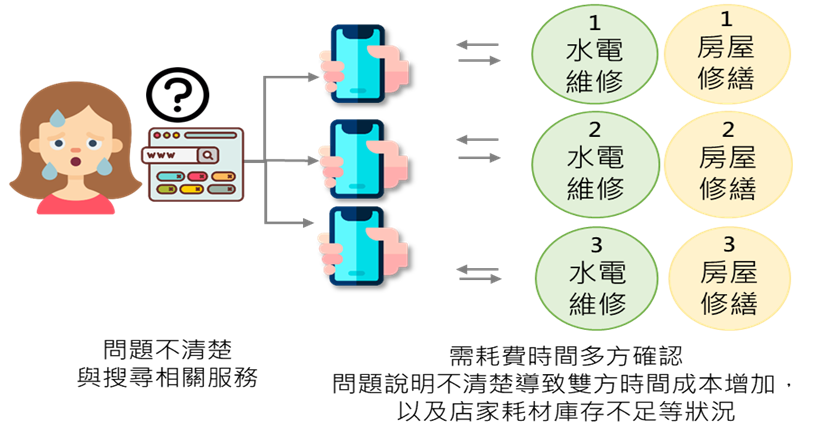 ?
www
1
水電
維修
1
房屋
修繕
2
水電
維修
2
房屋
修繕
3
水電
維修
3
房屋
修繕
問題不清楚
與搜尋相關服務
需耗費時間多方確認
問題說明不清楚導致雙方時間成本增加，
以及店家耗材庫存不足等狀況